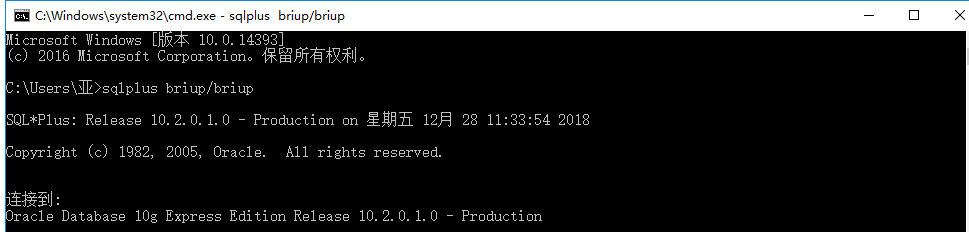 C:\Windows\system32\cmd.exe - sqlplus  briup/briup
Microsoft Windows [版本 10.0.14393]
(c) 2016 Microsoft Corporation。保留所有权利。
C:\Users\亚>sqlplus briup/briup
SQL*Plus: Release 10.2.0.1.0 - Production on 星期五 12月 28 11:33:54 2018
Copyright (c) 1982, 2005, Oracle.  All rights reserved.
连接到:
Oracle Database 10g Express Edition Release 10.2.0.1.0 - Production